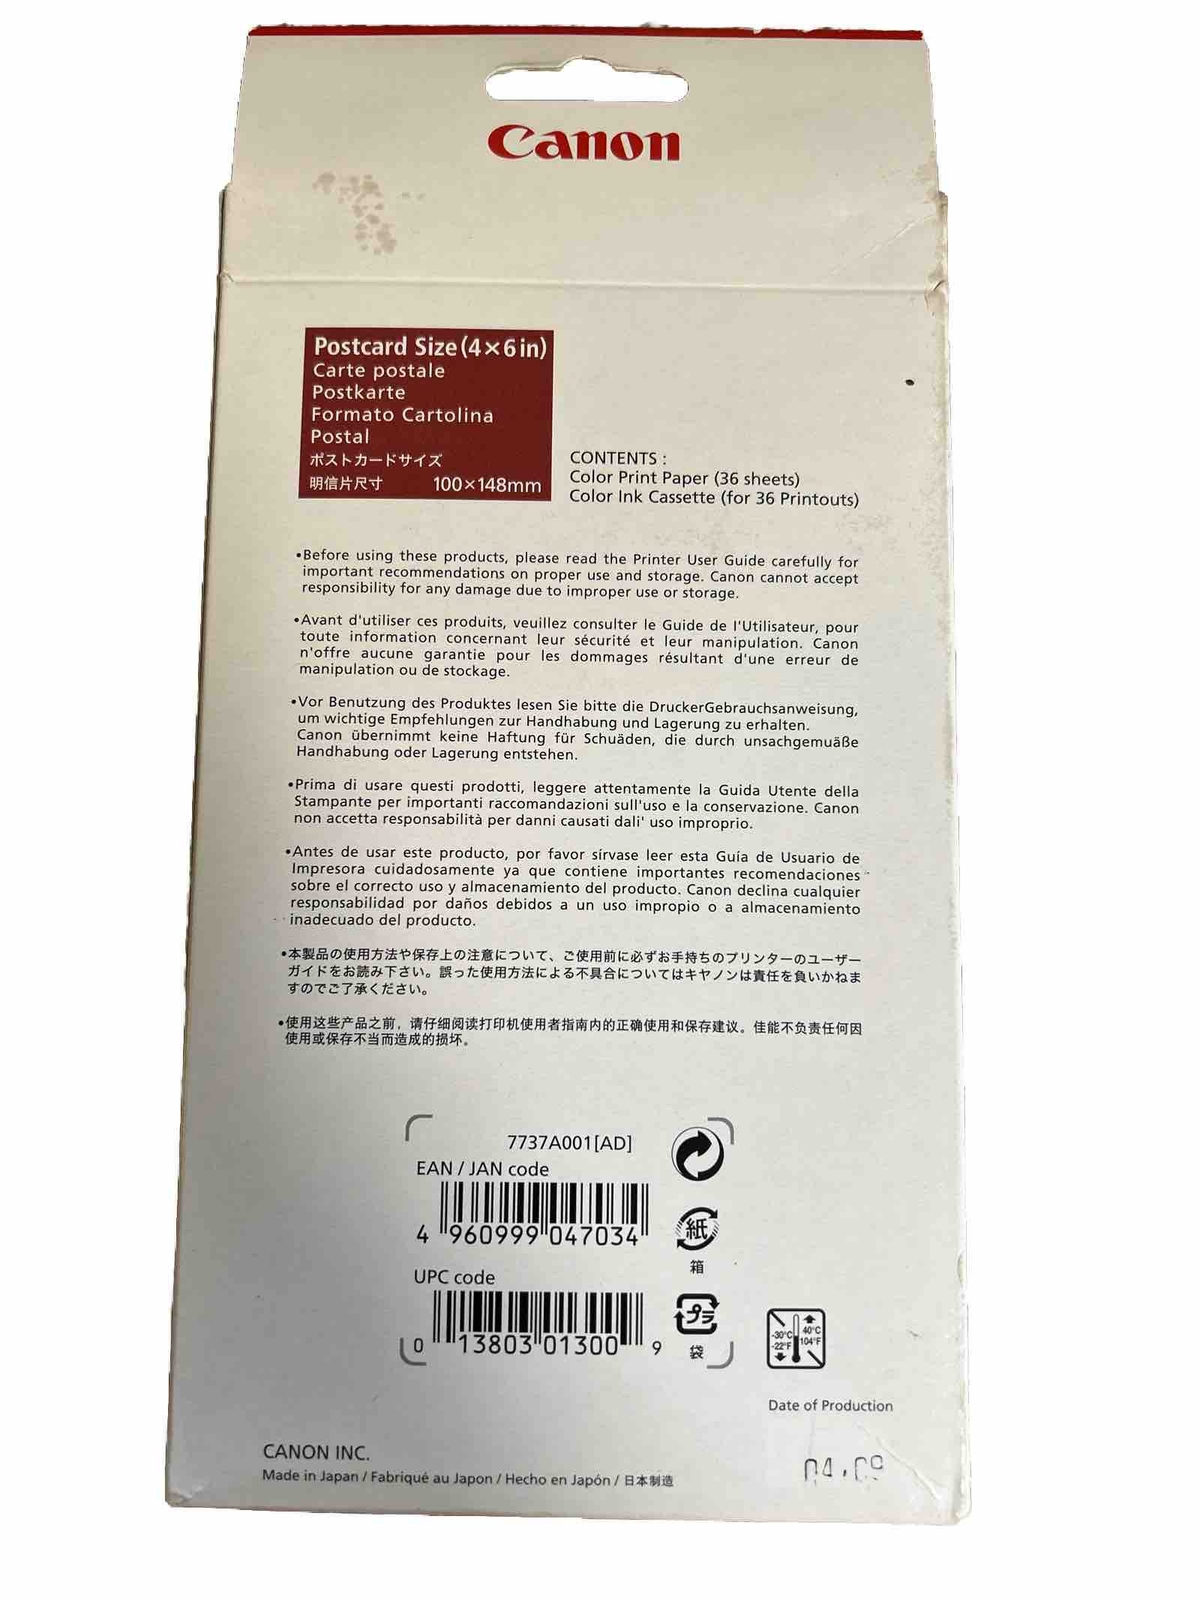 Canon
Postcard Size(4×6in)
Carte postale
Postkarte
Formato Cartolina
Postal
ポストカードサイズ
明信片尺寸 100×148mm
CONTENTS :
Color Print Paper (36 sheets)
Color Ink Cassette (for 36 Printouts)
•Before using these products, please read the Printer User Guide carefully for
important recommendations on proper use and storage. Canon cannot accept
responsibility for any damage due to improper use or storage.
•Avant d'utiliser ces produits, veuillez consulter le Guide de l'Utilisateur, pour
toute information concernant leur sécurité et leur manipulation. Canon
n'offre aucune garantie pour les dommages résultant d'une erreur de
manipulation ou de stockage.
•Vor Benutzung des Produktes lesen Sie bitte die DruckerGebrauchsanweisung,
um wichtige Empfehlungen zur Handhabung und Lagerung zu erhalten.
Canon übernimmt keine Haftung für Schuäden, die durch unsachgemuäße
Handhabung oder Lagerung entstehen.
•Prima di usare questi prodotti, leggere attentamente la Guida Utente della
Stampante per importanti raccomandazioni sull'uso e la conservazione. Canon
non accetta responsabilità per danni causati dali' uso improprio.
•Antes de usar este producto, por favor sírvase leer esta Guía de Usuario de
Impresora cuidadosamente ya que contiene importantes recomendaciones
sobre el correcto uso y almacenamiento del producto. Canon declina cualquier
responsabilidad por daños debidos a un uso impropio o a almacenamiento
inadecuado del producto.
•本製品の使用方法や保存上の注意について、ご使用前に必ずお手持ちのプリンターのユーザー
ガイドをお読み下さい。誤った使用方法による不具合についてはキヤノンは責任を負いかねま
すのでご了承ください。
•使用这些产品之前，请仔细阅读打印机使用者指南内的正确使用和保存建议。佳能不负责任何因
使用或保存不当而造成的损坏。
7737A001[AD]
EAN / JAN code
4 960999 047034
UPC code
0 13803 01300 9
紙
箱
プラ
袋
-30°C
-22°F
40°C
104°F
Date of Production
04.09
CANON INC.
Made in Japan / Fabriqué au Japon / Hecho en Japón / 日本制造